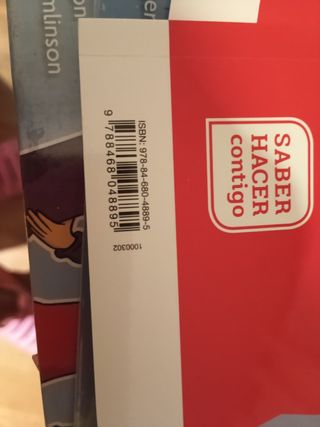 SABER
HACER
contigo
ISBN: 978-84-680-4889-5
9 788468 048895
1000302
mlinson